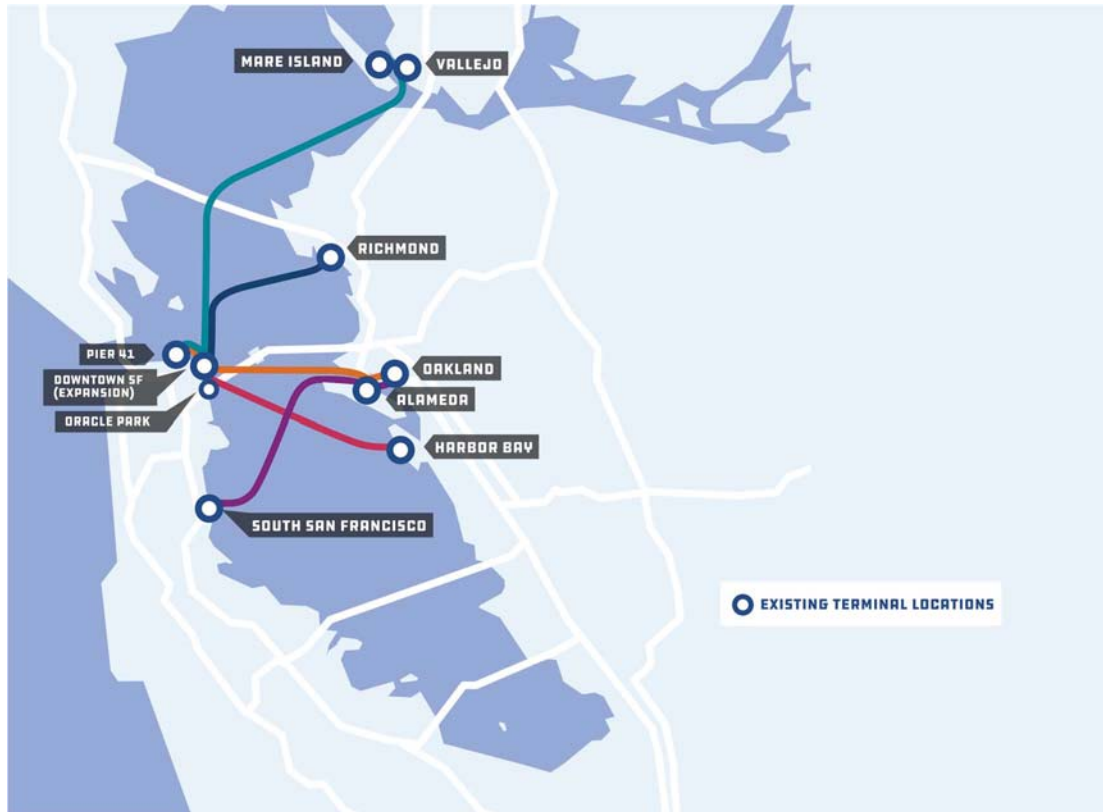 MARE ISLAND
VALLEJO
RICHMOND
PIER 41
DOWNTOWN SF
(EXPANSION)
ORACLE PARK
OAKLAND
ALAMEDA
HARBOR BAY
SOUTH SAN FRANCISCO
EXISTING TERMINAL LOCATIONS